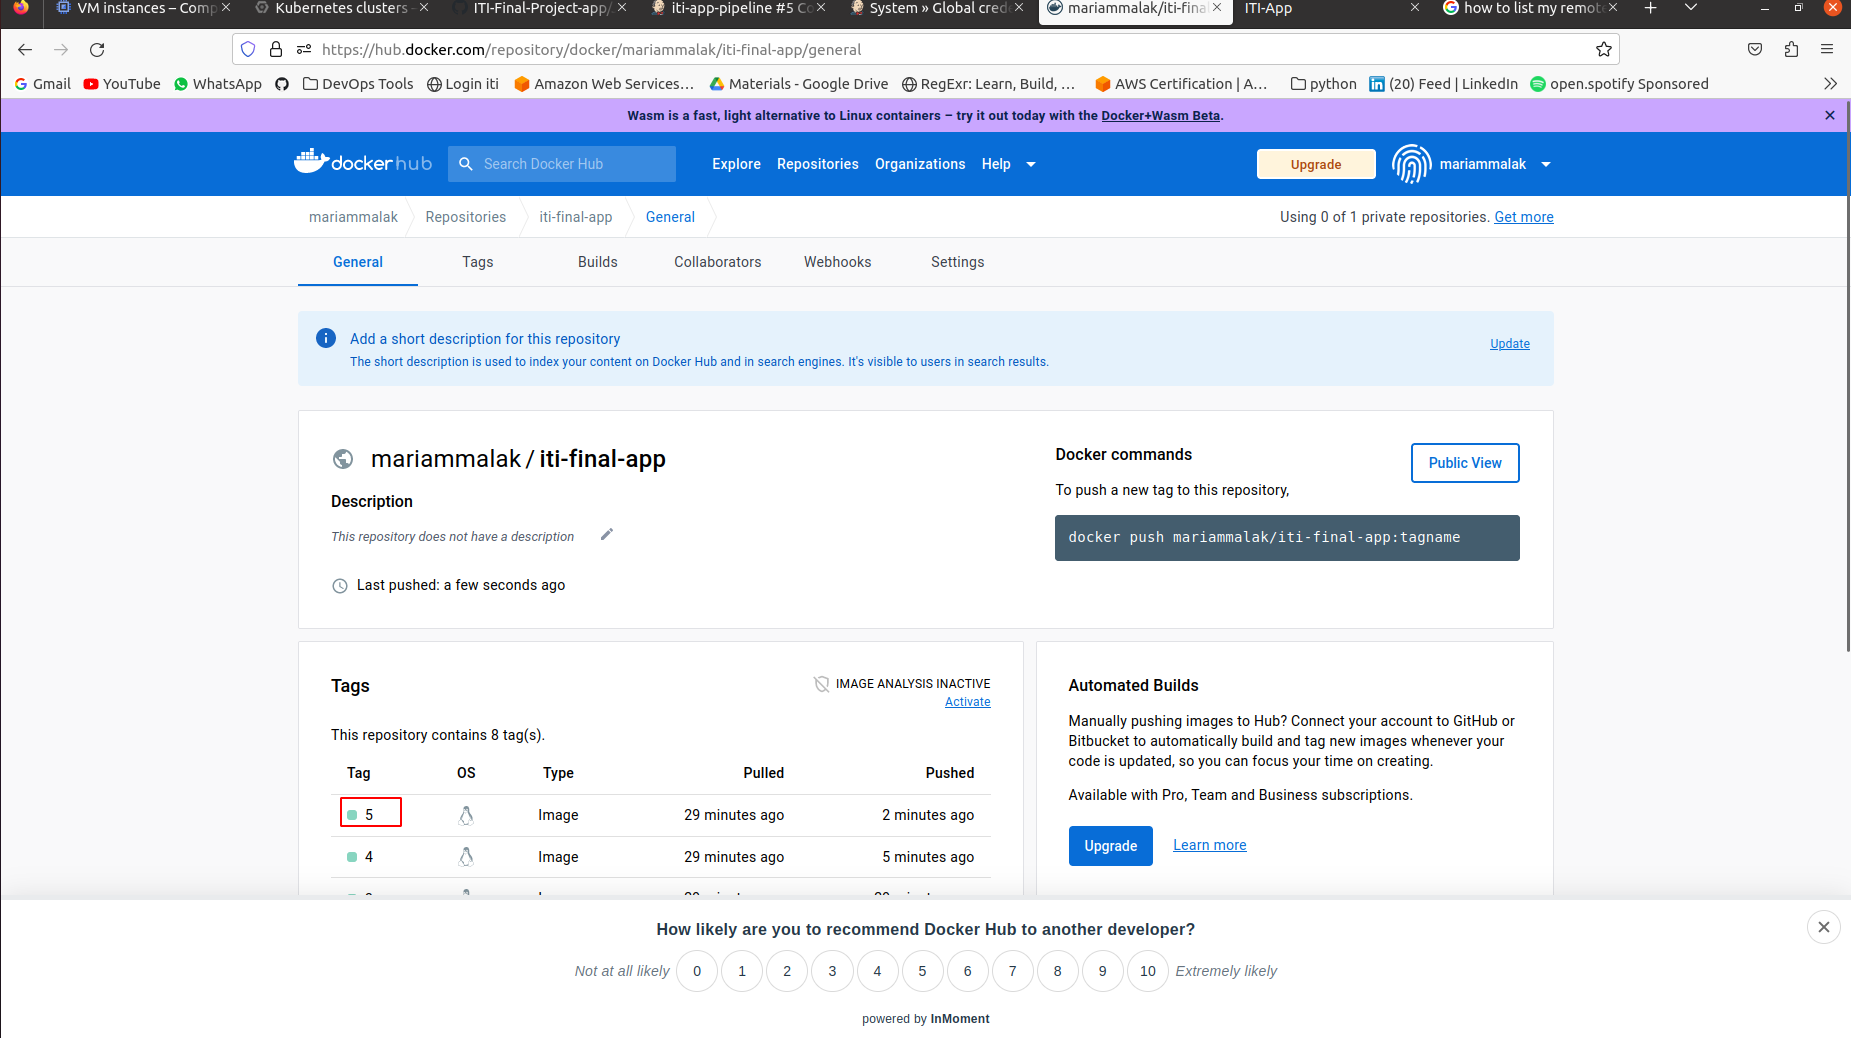 VM instances – Comp
Kubernetes clusters -
ITI-Final-Project-app/
iti-app-pipeline #5 Co
System » Global crede
mariammalak/iti-final
ITI-App
how to list my remote
https://hub.docker.com/repository/docker/mariammalak/iti-final-app/general
Gmail
YouTube
WhatsApp
DevOps Tools
Login iti
Amazon Web Services…
Materials - Google Drive
RegExr: Learn, Build, …
AWS Certification | A…
python
(20) Feed | LinkedIn
open.spotify Sponsored
Wasm is a fast, light alternative to Linux containers – try it out today with the Docker+Wasm Beta.
docker hub
Search Docker Hub
Explore
Repositories
Organizations
Help
Upgrade
mariammalak
mariammalak
Repositories
iti-final-app
General
Using 0 of 1 private repositories. Get more
General
Tags
Builds
Collaborators
Webhooks
Settings
Add a short description for this repository
The short description is used to index your content on Docker Hub and in search engines. It's visible to users in search results.
Update
mariammalak / iti-final-app
Description
This repository does not have a description
Last pushed: a few seconds ago
Docker commands
Public View
To push a new tag to this repository,
docker push mariammalak/iti-final-app:tagname
Tags
IMAGE ANALYSIS INACTIVE
Activate
This repository contains 8 tag(s).
Tag OS Type Pulled Pushed
5 Image 29 minutes ago 2 minutes ago
4 Image 29 minutes ago 5 minutes ago
Automated Builds
Manually pushing images to Hub? Connect your account to GitHub or
Bitbucket to automatically build and tag new images whenever your
code is updated, so you can focus your time on creating.
Available with Pro, Team and Business subscriptions.
Upgrade
Learn more
How likely are you to recommend Docker Hub to another developer?
Not at all likely 0 1 2 3 4 5 6 7 8 9 10 Extremely likely
powered by InMoment